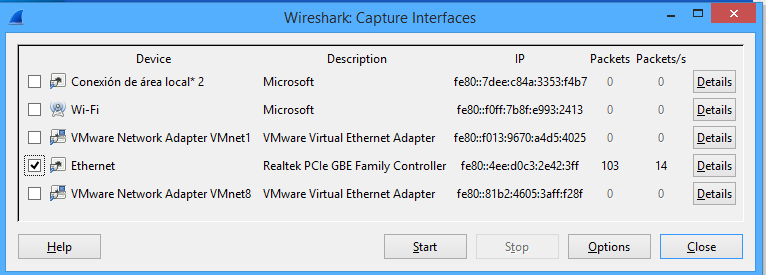 Wireshark: Capture Interfaces
Device Description IP Packets Packets/s
Conexión de área local* 2 Microsoft fe80::7dee:c84a:3353:f4b7 0 0 Details
Wi-Fi Microsoft fe80::f0ff:7b8f:e993:2413 0 0 Details
VMware Network Adapter VMnet1 VMware Virtual Ethernet Adapter fe80::f013:9670:a4d5:4025 0 0 Details
Ethernet Realtek PCIe GBE Family Controller fe80::4ee:d0c3:2e42:3ff 103 14 Details
VMware Network Adapter VMnet8 VMware Virtual Ethernet Adapter fe80::81b2:4605:3aff:f28f 0 0 Details
Help Start Stop Options Close